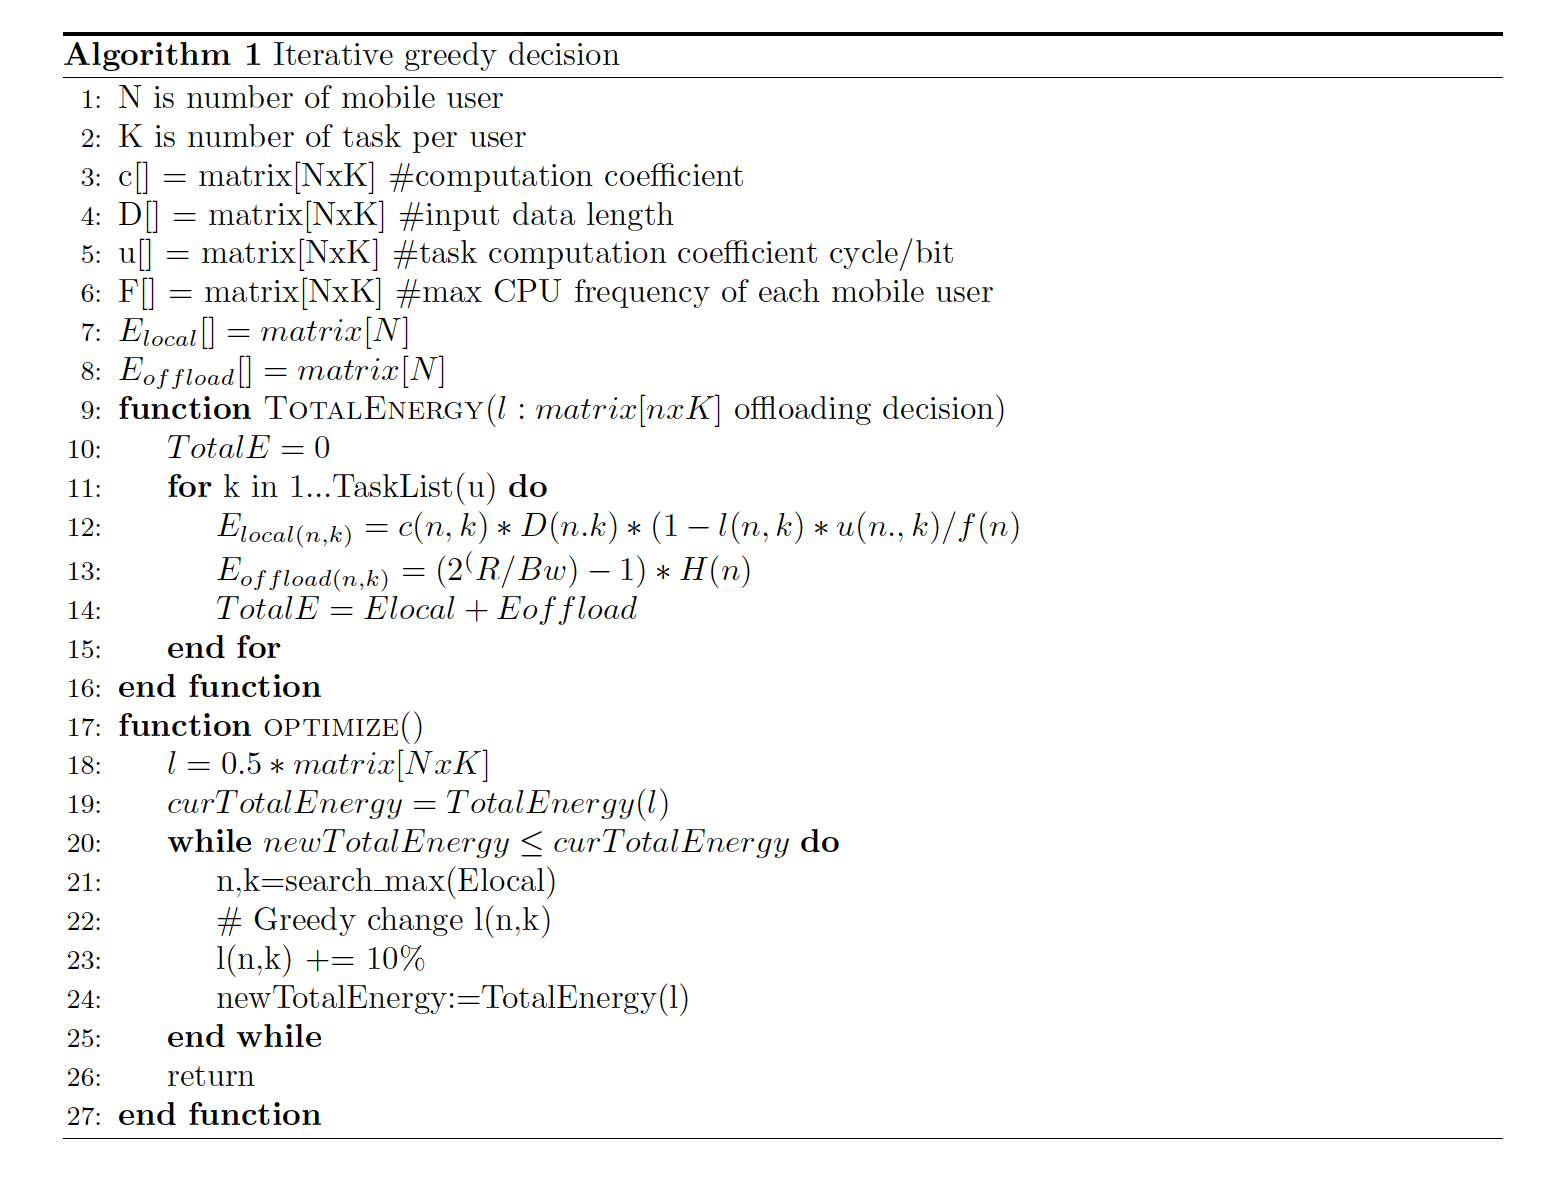 Algorithm 1 Iterative greedy decision
1: N is number of mobile user
2: K is number of task per user
3: c[] = matrix[NxK] #computation coefficient
4: D[] = matrix[NxK] #input data length
5: u[] = matrix[NxK] #task computation coefficient cycle/bit
6: F[] = matrix[NxK] #max CPU frequency of each mobile user
7: E_{local}[] = matrix[N]
8: E_{offload}[] = matrix[N]
9: function TotalEnergy(l : matrix[nxK] offloading decision)
10: TotalE = 0
11: for k in 1...TaskList(u) do
12: E_{local(n,k)} = c(n, k) * D(n.k) * (1 − l(n, k) * u(n., k)/f(n)
13: E_{offload(n,k)} = (2^{(}R/Bw) − 1) * H(n)
14: TotalE = Elocal + Eoffload
15: end for
16: end function
17: function optimize()
18: l = 0.5 * matrix[NxK]
19: curTotalEnergy = TotalEnergy(l)
20: while newTotalEnergy ≤ curTotalEnergy do
21: n,k=search_max(Elocal)
22: # Greedy change l(n,k)
23: l(n,k) += 10%
24: newTotalEnergy:=TotalEnergy(l)
25: end while
26: return
27: end function